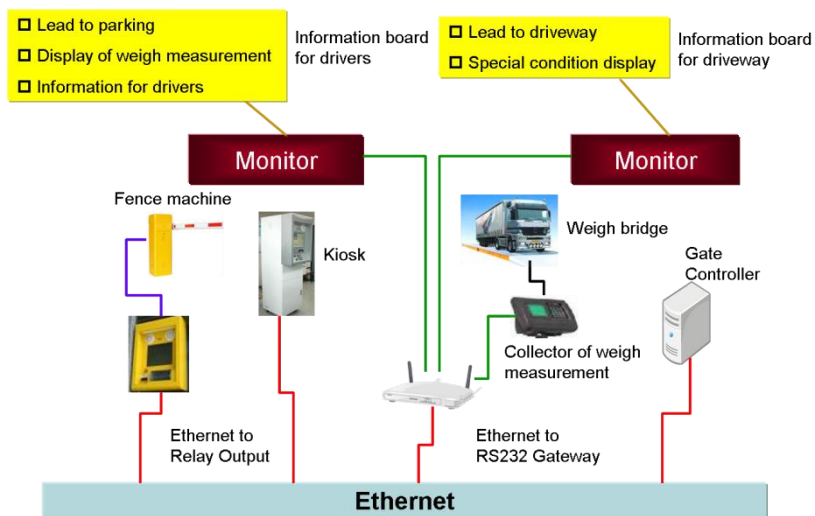 Lead to parking
Display of weigh measurement
Information for drivers
Information board
for drivers
Lead to driveway
Special condition display
Information board
for driveway
Monitor
Monitor
Fence machine
Kiosk
Weigh bridge
Gate
Controller
Collector of weigh
measurement
Ethernet to
Relay Output
Ethernet to
RS232 Gateway
Ethernet